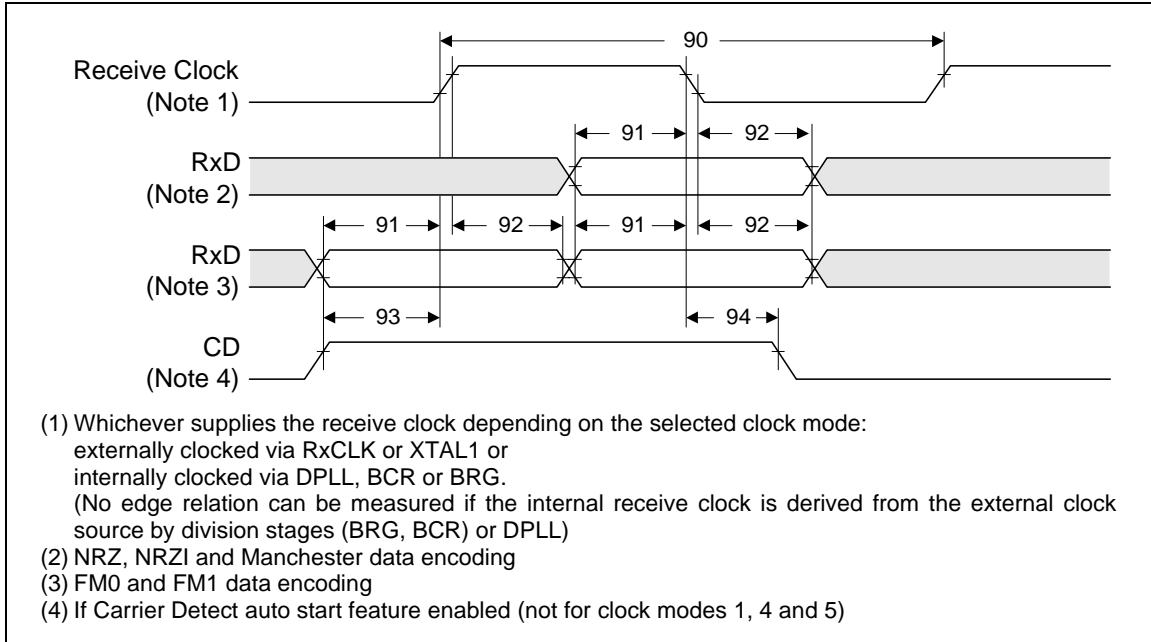 90
Receive Clock
(Note 1)
91 92
RxD
(Note 2)
91 92 91 92
RxD
(Note 3)
93 94
CD
(Note 4)
(1) Whichever supplies the receive clock depending on the selected clock mode:
externally clocked via RxCLK or XTAL1 or
internally clocked via DPLL, BCR or BRG.
(No edge relation can be measured if the internal receive clock is derived from the external clock
source by division stages (BRG, BCR) or DPLL)
(2) NRZ, NRZI and Manchester data encoding
(3) FM0 and FM1 data encoding
(4) If Carrier Detect auto start feature enabled (not for clock modes 1, 4 and 5)